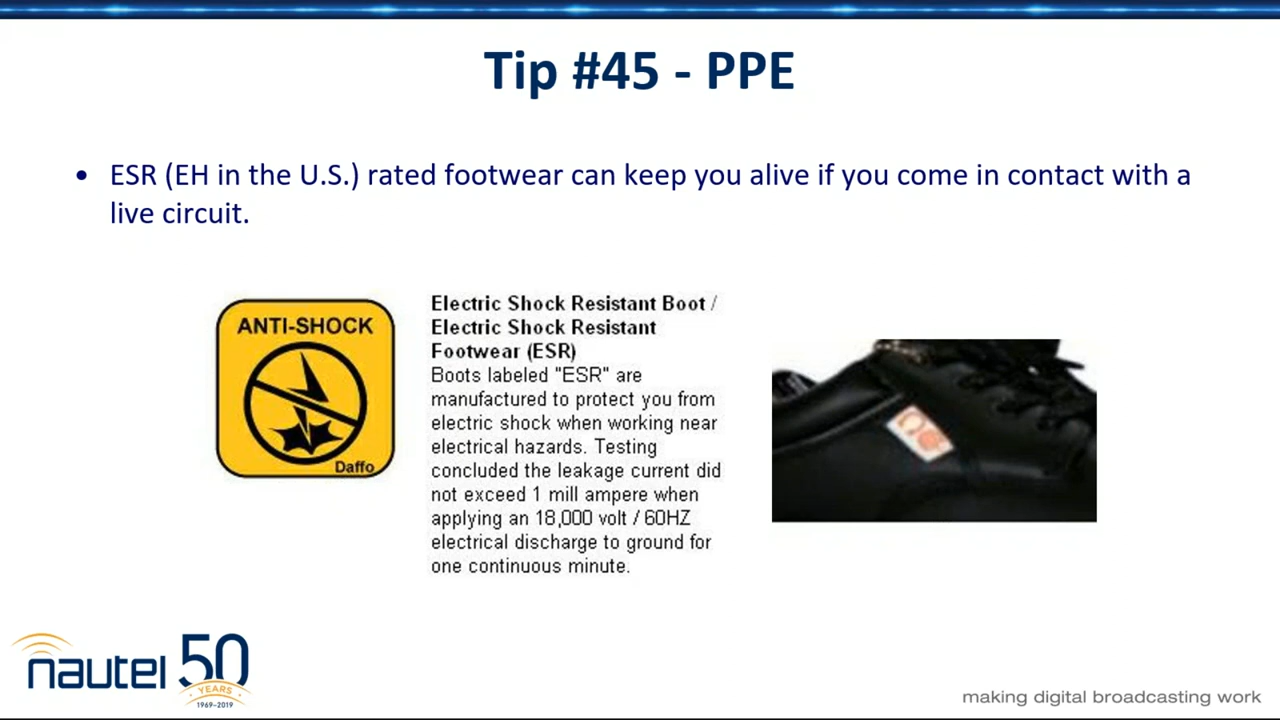 Tip #45 - PPE
• ESR (EH in the U.S.) rated footwear can keep you alive if you come in contact with a
live circuit.
ANTI-SHOCK
Daffo
Electric Shock Resistant Boot /
Electric Shock Resistant
Footwear (ESR)
Boots labeled "ESR" are
manufactured to protect you from
electric shock when working near
electrical hazards. Testing
concluded the leakage current did
not exceed 1 mill ampere when
applying an 18,000 volt / 60HZ
electrical discharge to ground for
one continuous minute.
Ω
nautel 50
YEARS
1969-2019
making digital broadcasting work